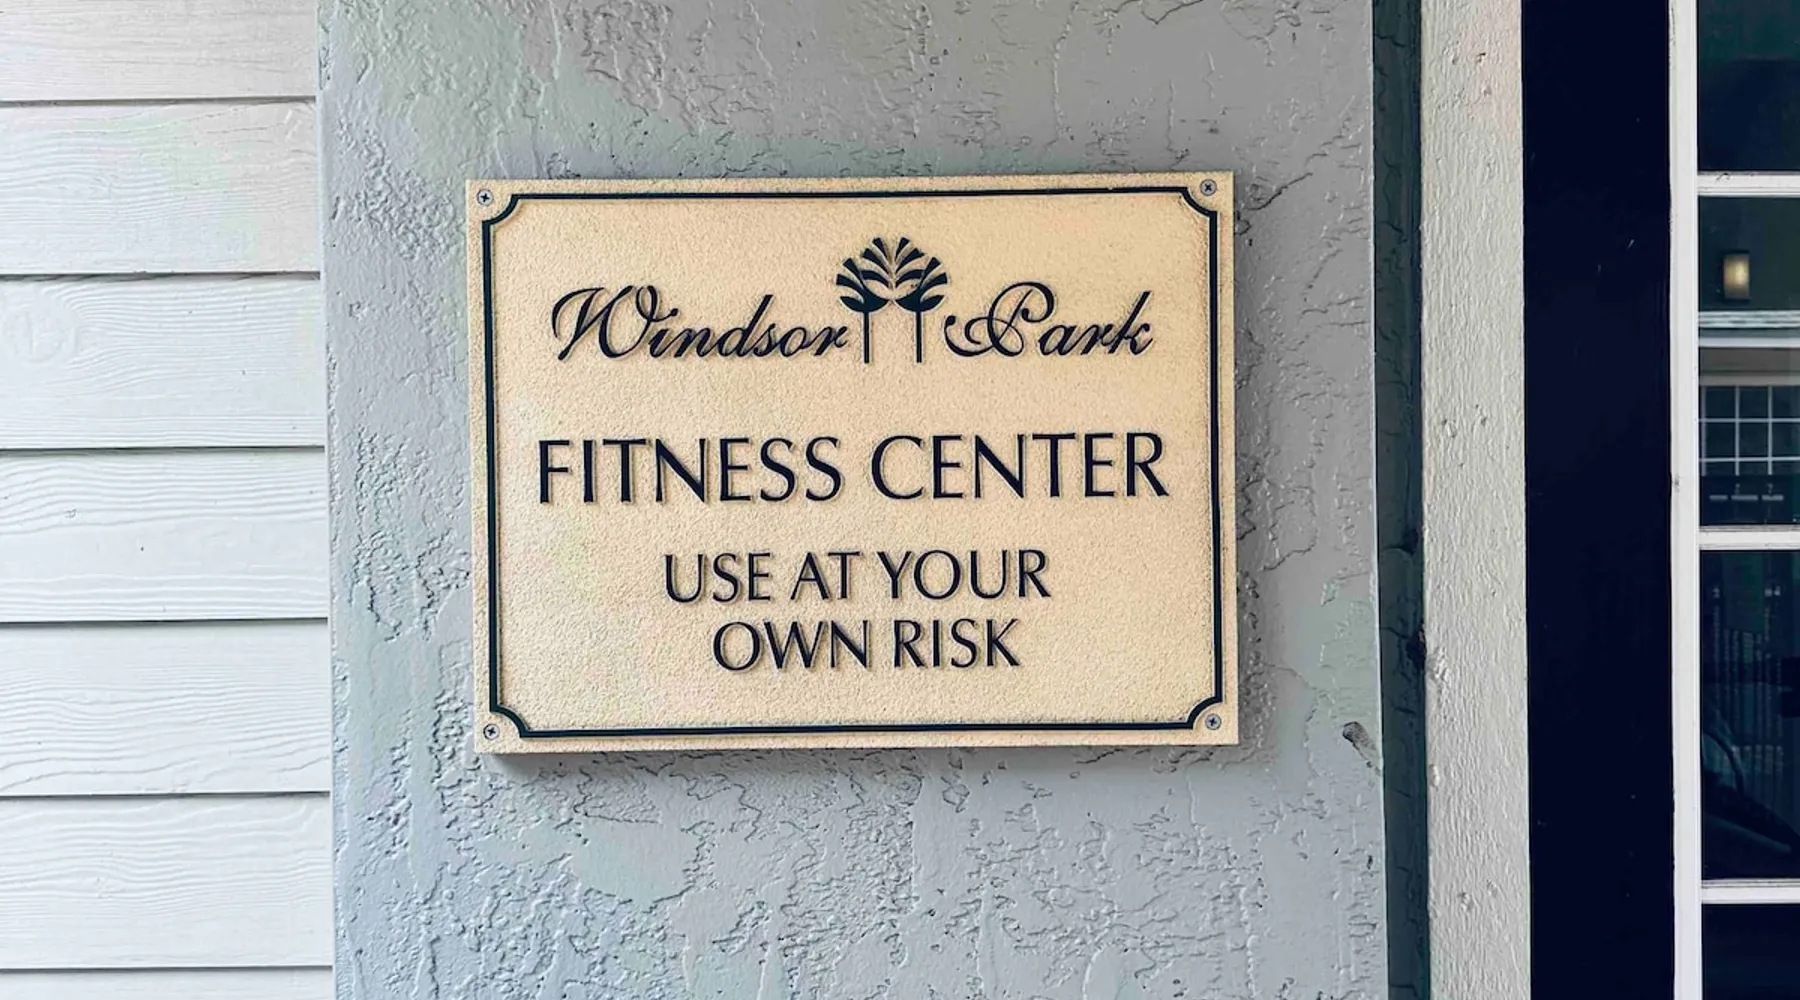 Windsor Park
FITNESS CENTER
USE AT YOUR
OWN RISK